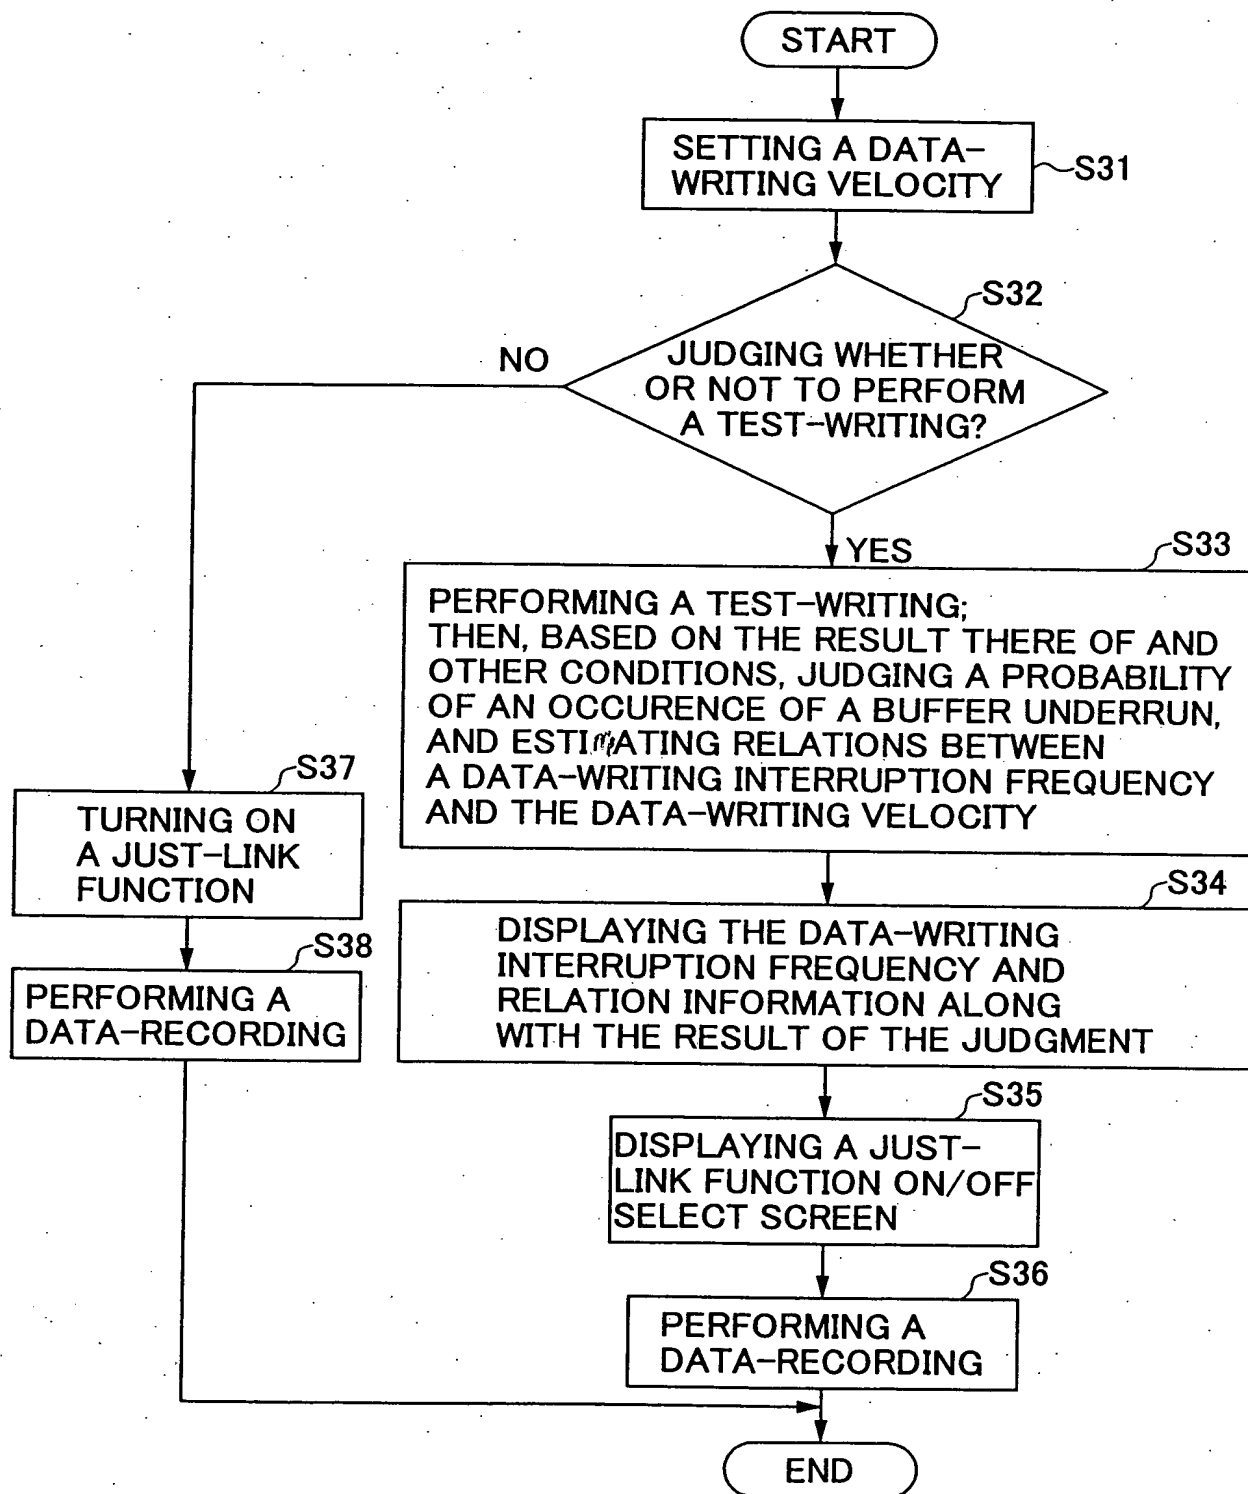 START
SETTING A DATA-
WRITING VELOCITY
S31
S32
JUDGING WHETHER
OR NOT TO PERFORM
A TEST-WRITING?
NO
YES
S33
PERFORMING A TEST-WRITING;
THEN, BASED ON THE RESULT THERE OF AND
OTHER CONDITIONS, JUDGING A PROBABILITY
OF AN OCCURENCE OF A BUFFER UNDERRUN,
AND ESTIMATING RELATIONS BETWEEN
A DATA-WRITING INTERRUPTION FREQUENCY
AND THE DATA-WRITING VELOCITY
S37
TURNING ON
A JUST-LINK
FUNCTION
S34
DISPLAYING THE DATA-WRITING
INTERRUPTION FREQUENCY AND
RELATION INFORMATION ALONG
WITH THE RESULT OF THE JUDGMENT
S38
PERFORMING A
DATA-RECORDING
S35
DISPLAYING A JUST-
LINK FUNCTION ON/OFF
SELECT SCREEN
S36
PERFORMING A
DATA-RECORDING
END